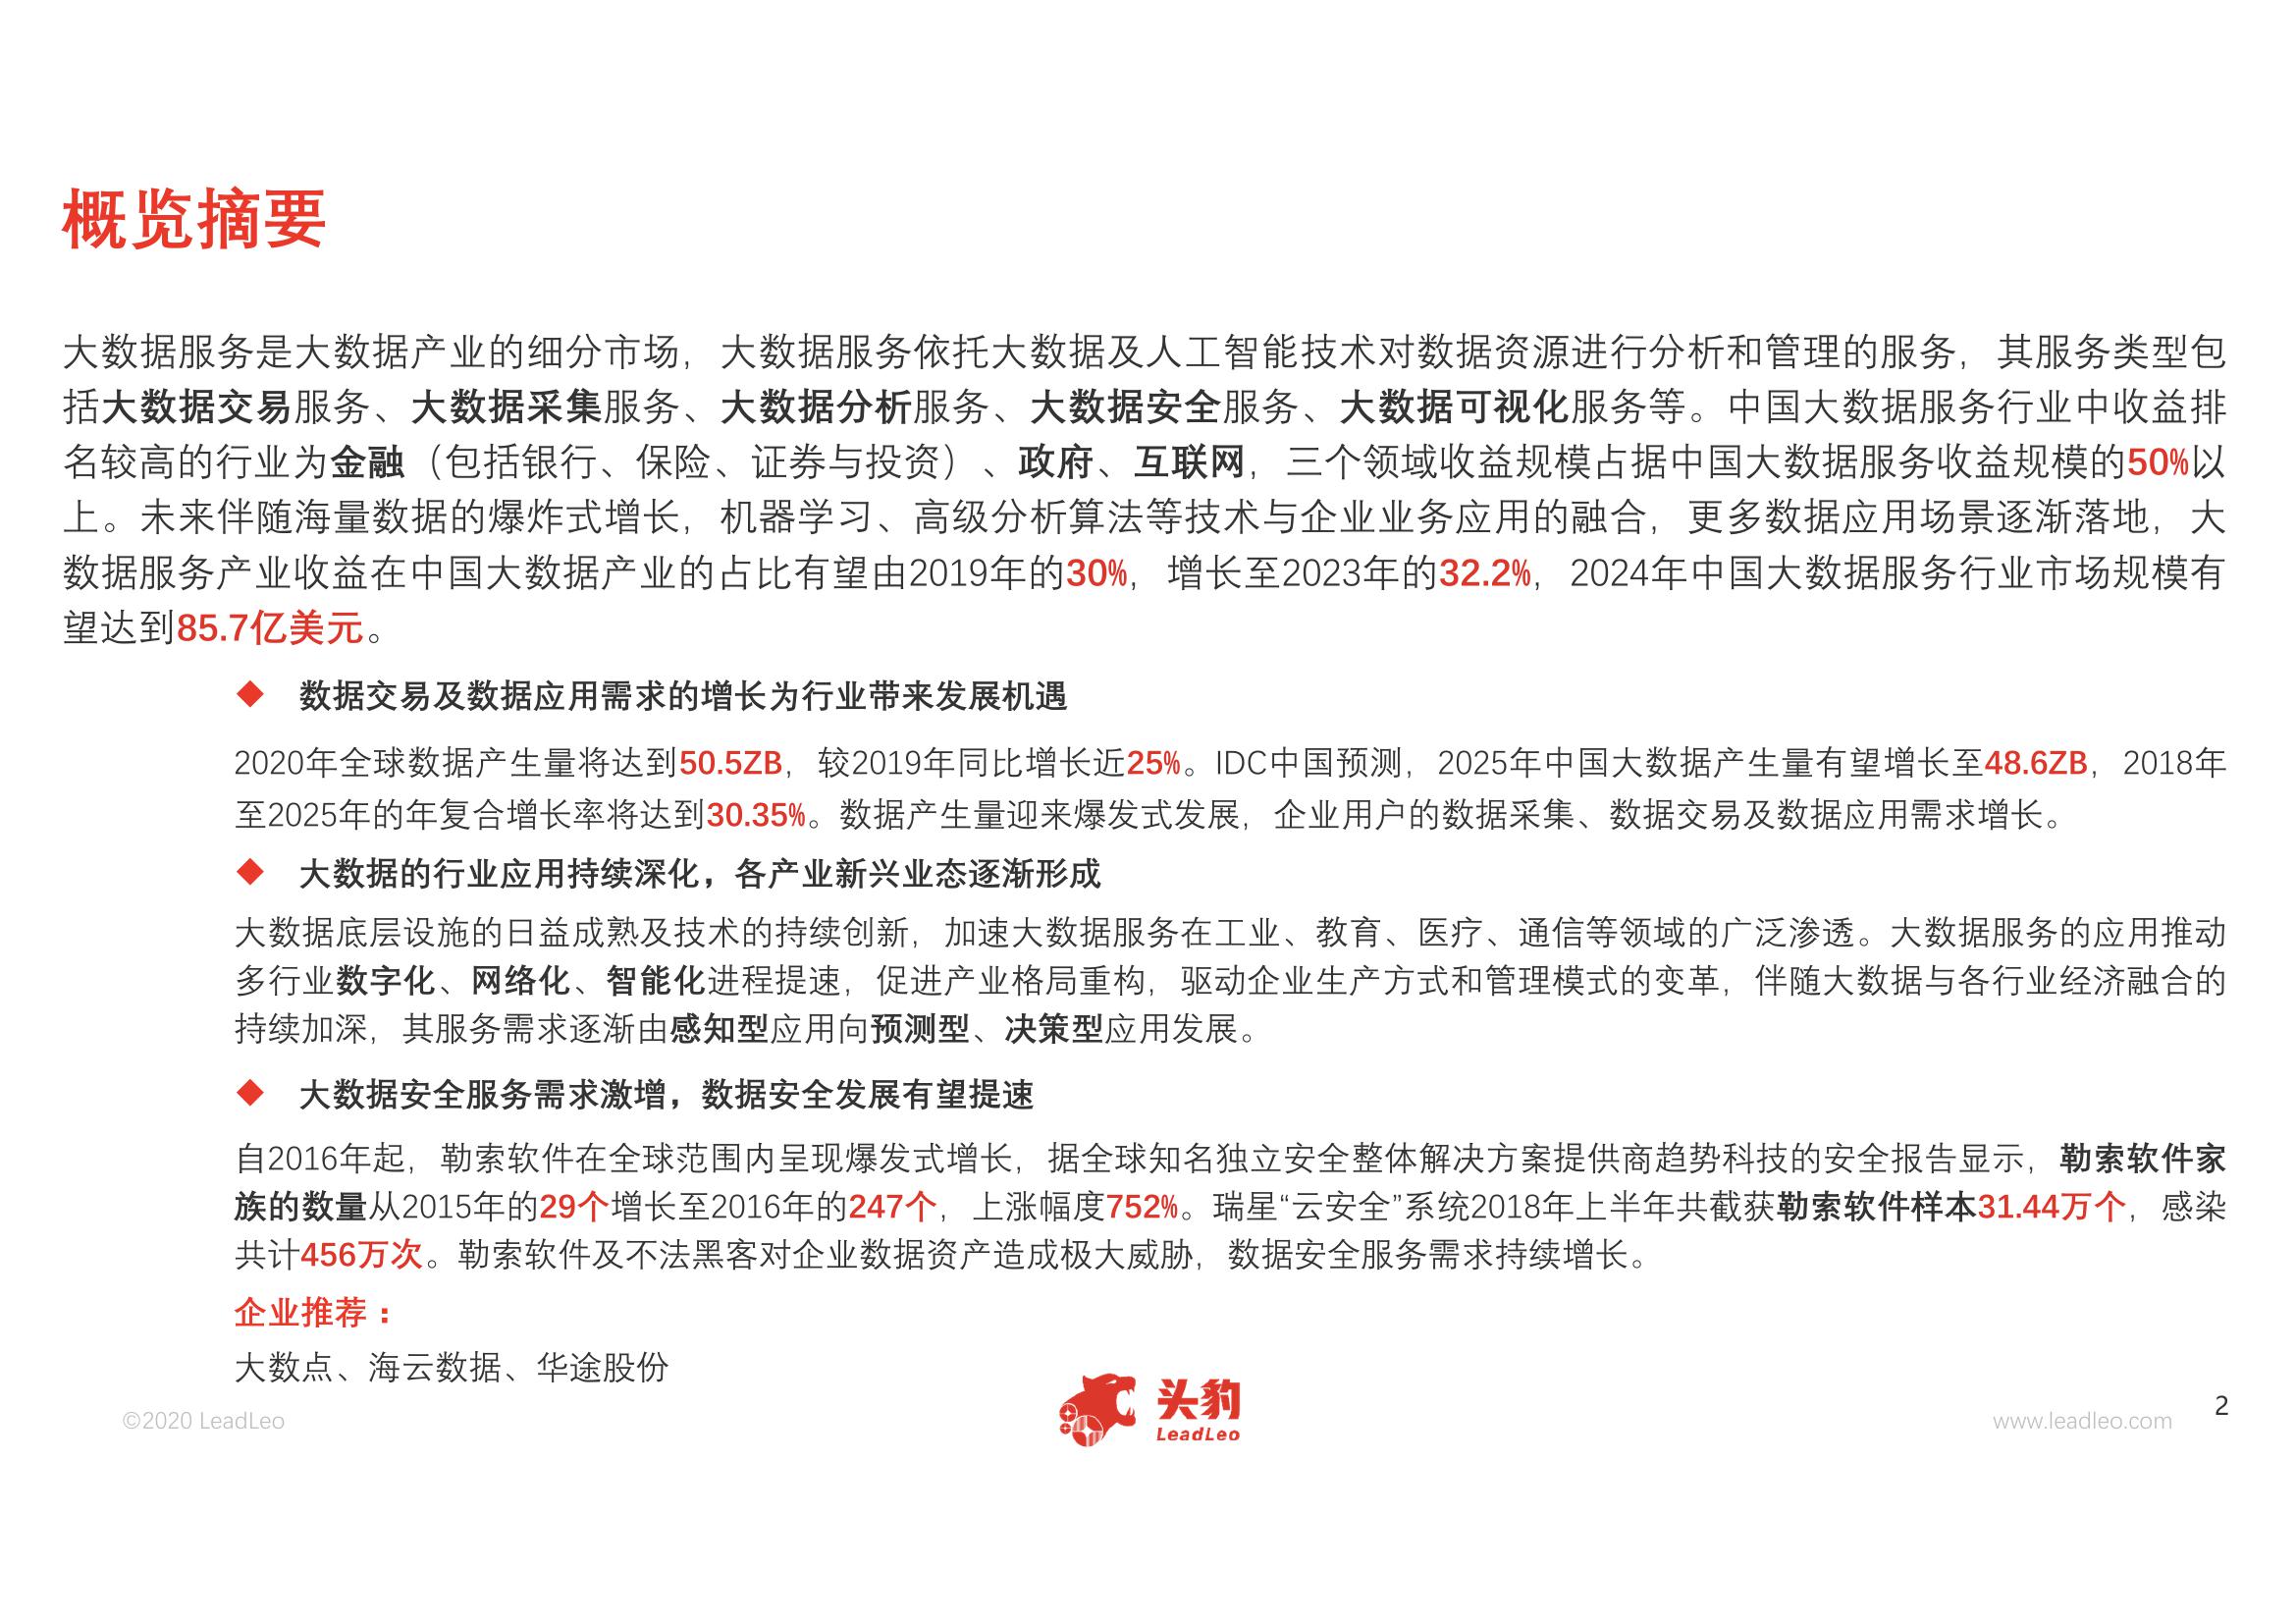 概览摘要
大数据服务是大数据产业的细分市场，大数据服务依托大数据及人工智能技术对数据资源进行分析和管理的服务，其服务类型包
括大数据交易服务、大数据采集服务、大数据分析服务、大数据安全服务、大数据可视化服务等。中国大数据服务行业中收益排
名较高的行业为金融（包括银行、保险、证券与投资）、政府、互联网，三个领域收益规模占据中国大数据服务收益规模的50%以
上。未来伴随海量数据的爆炸式增长，机器学习、高级分析算法等技术与企业业务应用的融合，更多数据应用场景逐渐落地，大
数据服务产业收益在中国大数据产业的占比有望由2019年的30%，增长至2023年的32.2%，2024年中国大数据服务行业市场规模有
望达到85.7亿美元。
◆ 数据交易及数据应用需求的增长为行业带来发展机遇
2020年全球数据产生量将达到50.5ZB，较2019年同比增长近25%。IDC中国预测，2025年中国大数据产生量有望增长至48.6ZB，2018年
至2025年的年复合增长率将达到30.35%。数据产生量迎来爆发式发展，企业用户的数据采集、数据交易及数据应用需求增长。
◆ 大数据的行业应用持续深化，各产业新兴业态逐渐形成
大数据底层设施的日益成熟及技术的持续创新，加速大数据服务在工业、教育、医疗、通信等领域的广泛渗透。大数据服务的应用推动
多行业数字化、网络化、智能化进程提速，促进产业格局重构，驱动企业生产方式和管理模式的变革，伴随大数据与各行业经济融合的
持续加深，其服务需求逐渐由感知型应用向预测型、决策型应用发展。
◆ 大数据安全服务需求激增，数据安全发展有望提速
自2016年起，勒索软件在全球范围内呈现爆发式增长，据全球知名独立安全整体解决方案提供商趋势科技的安全报告显示，勒索软件家
族的数量从2015年的29个增长至2016年的247个，上涨幅度752%。瑞星“云安全”系统2018年上半年共截获勒索软件样本31.44万个，感染
共计456万次。勒索软件及不法黑客对企业数据资产造成极大威胁，数据安全服务需求持续增长。
企业推荐：
大数点、海云数据、华途股份
©2020 LeadLeo
头豹
LeadLeo
www.leadleo.com
2